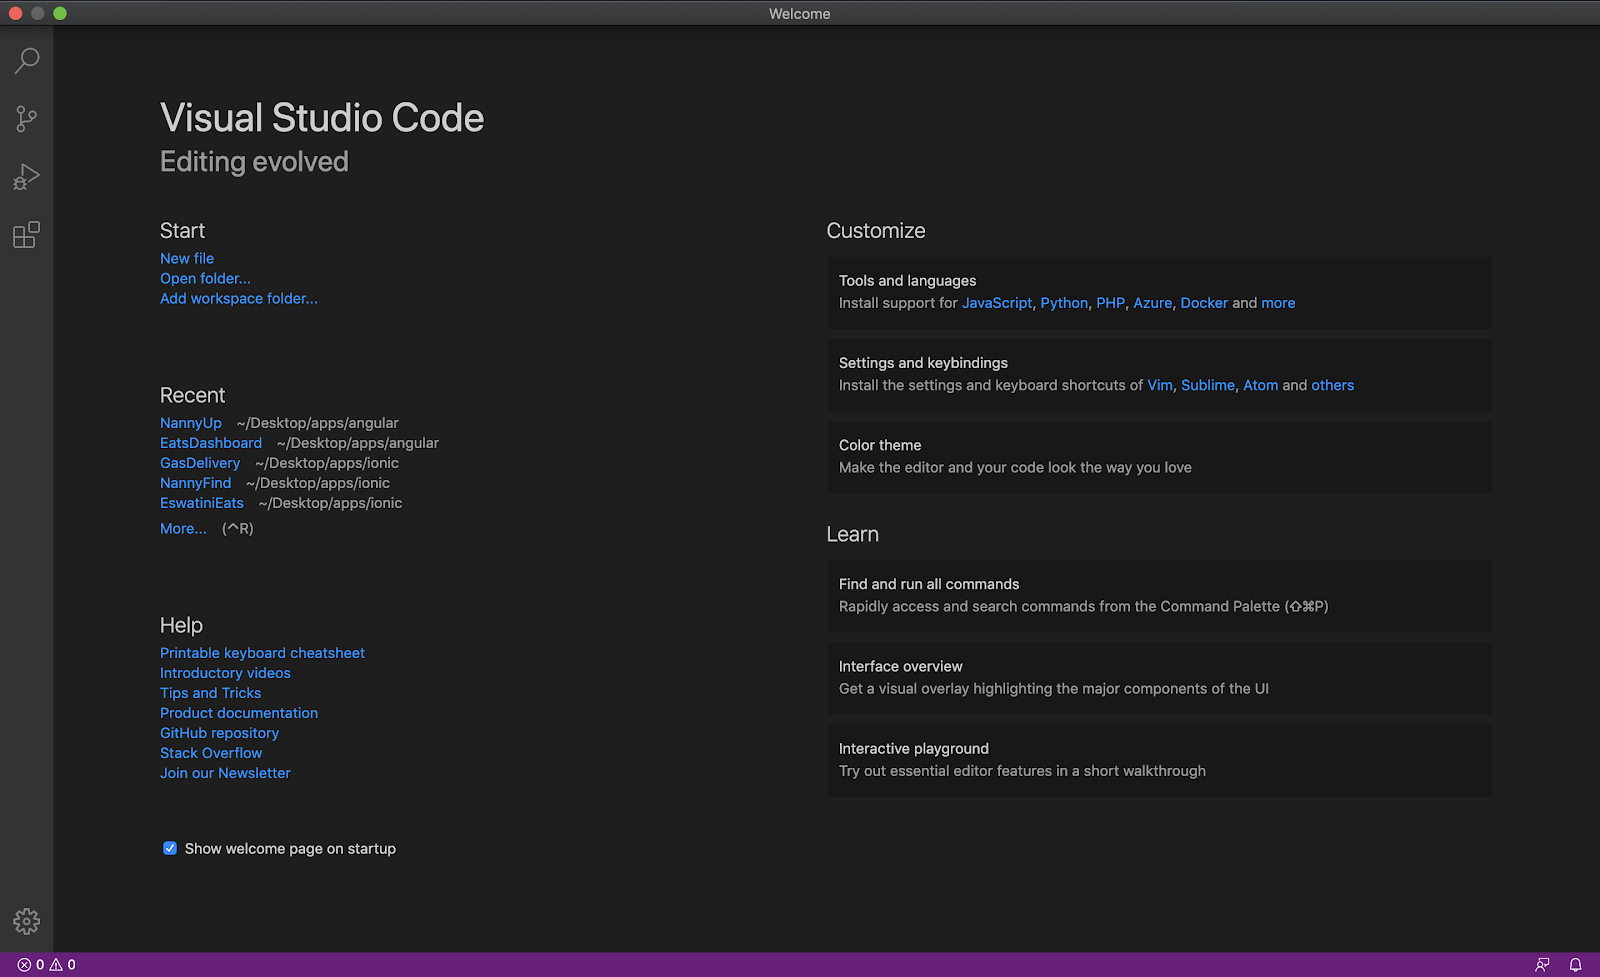 Welcome
Visual Studio Code
Editing evolved
Start
New file
Open folder...
Add workspace folder...
Recent
NannyUp ~/Desktop/apps/angular
EatsDashboard ~/Desktop/apps/angular
GasDelivery ~/Desktop/apps/ionic
NannyFind ~/Desktop/apps/ionic
EswatiniEats ~/Desktop/apps/ionic
More... (^R)
Help
Printable keyboard cheatsheet
Introductory videos
Tips and Tricks
Product documentation
GitHub repository
Stack Overflow
Join our Newsletter
Show welcome page on startup
Customize
Tools and languages
Install support for JavaScript, Python, PHP, Azure, Docker and more
Settings and keybindings
Install the settings and keyboard shortcuts of Vim, Sublime, Atom and others
Color theme
Make the editor and your code look the way you love
Learn
Find and run all commands
Rapidly access and search commands from the Command Palette (⇧⌘P)
Interface overview
Get a visual overlay highlighting the major components of the UI
Interactive playground
Try out essential editor features in a short walkthrough
0 0